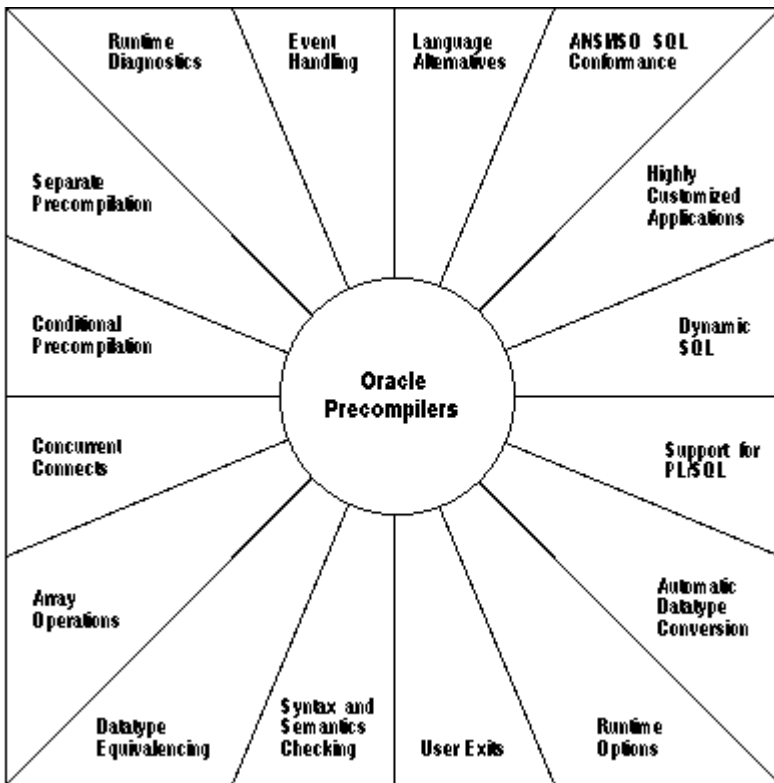 Runtime
Diagnostics
Event
Handling
Language
Alternatives
ANSI/ISO SQL
Conformance
Separate
Precompilation
Highly
Customized
Applications
Conditional
Precompilation
Dynamic
SQL
Oracle
Precompilers
Concurrent
Connects
Support for
PL/SQL
Array
Operations
Automatic
Datatype
Conversion
Datatype
Equivalencing
Syntax and
Semantics
Checking
User Exits
Runtime
Options